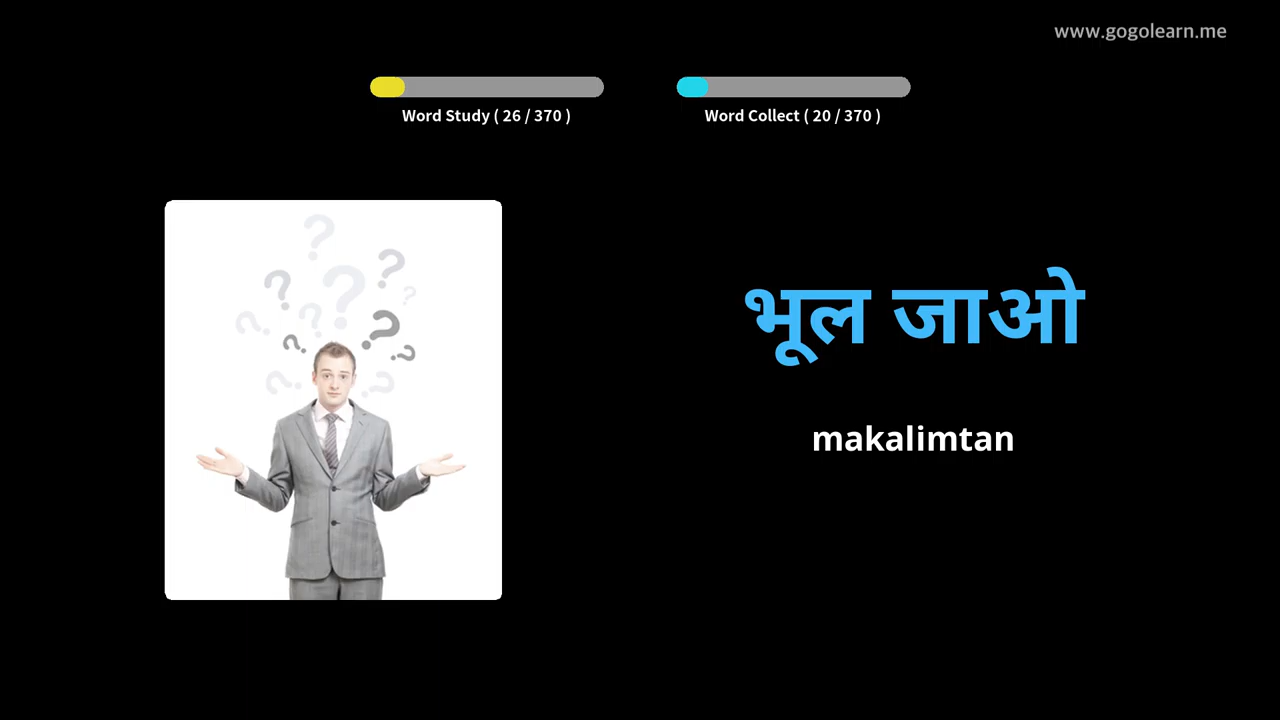 www.gogolearn.me
Word Study ( 26 / 370 )
Word Collect ( 20 / 370 )
भूल जाओ
makalimtan